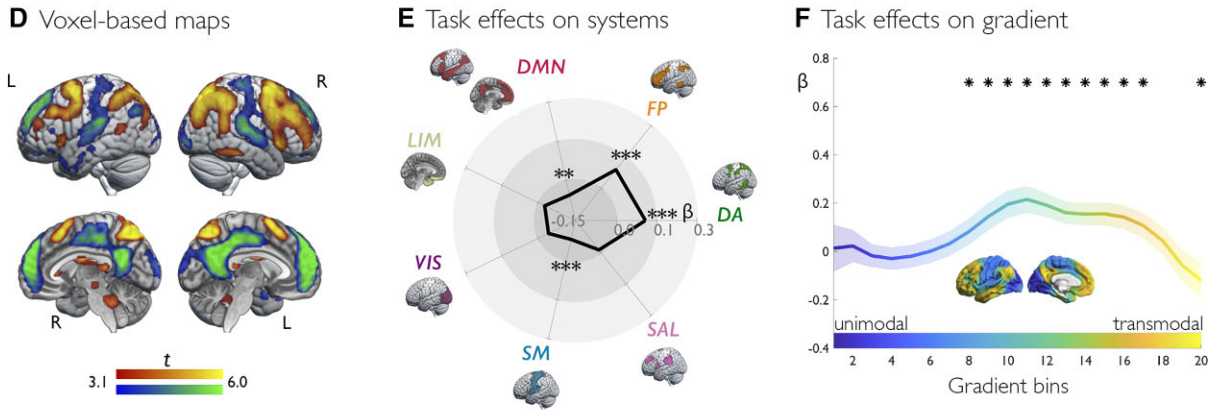 D Voxel-based maps
L
R
R
L
t
3.1
6.0
E Task effects on systems
DMN
FP
LIM
***
**
*** β
DA
-0.15
0.0
0.1
0.3
VIS
***
SM
SAL
F Task effects on gradient
β
0.8
0.6
0.4
0.2
0
-0.2
-0.4
* * * * * * * * * * *
unimodal
transmodal
2 4 6 8 10 12 14 16 18 20
Gradient bins